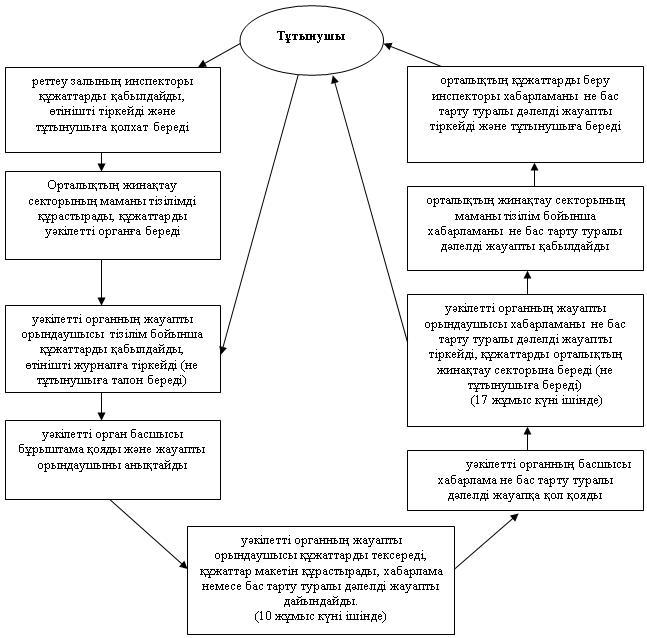 Тұтынушы
реттеу залының инспекторы
құжаттарды қабылдайды,
өтінішті тіркейді және
тұтынушыға қолхат береді
Орталықтың жинақтау
секторының маманы тізілімді
құрастырады, құжаттарды
уәкілетті органға береді
уәкілетті органның жауапты
орындаушысы тізілім бойынша
құжаттарды қабылдайды,
өтінішті журналға тіркейді (не
тұтынушыға талон береді)
уәкілетті орган басшысы
бұрыштама қояды және жауапты
орындаушыны анықтайды
уәкілетті органның жауапты
орындаушысы құжаттарды тексереді,
құжаттар макетін құрастырады, хабарлама
немесе бас тарту туралы дәлелді жауапты
дайындайды.
(10 жұмыс күні ішінде)
уәкілетті органның басшысы
хабарлама не бас тарту туралы
дәлелді жауапқа қол қояды
уәкілетті органның жауапты
орындаушысы хабарламаны не бас
тарту туралы дәлелді жауапты
тіркейді, құжаттарды орталықтың
жинақтау секторына береді (не
тұтынушыға береді)
(17 жұмыс күні ішінде)
орталықтың жинақтау секторының
маманы тізілім бойынша
хабарламаны не бас тарту туралы
дәлелді жауапты қабылдайды
орталықтың құжаттарды беру
инспекторы хабарламаны не бас
тарту туралы дәлелді жауапты
тіркейді және тұтынушыға береді